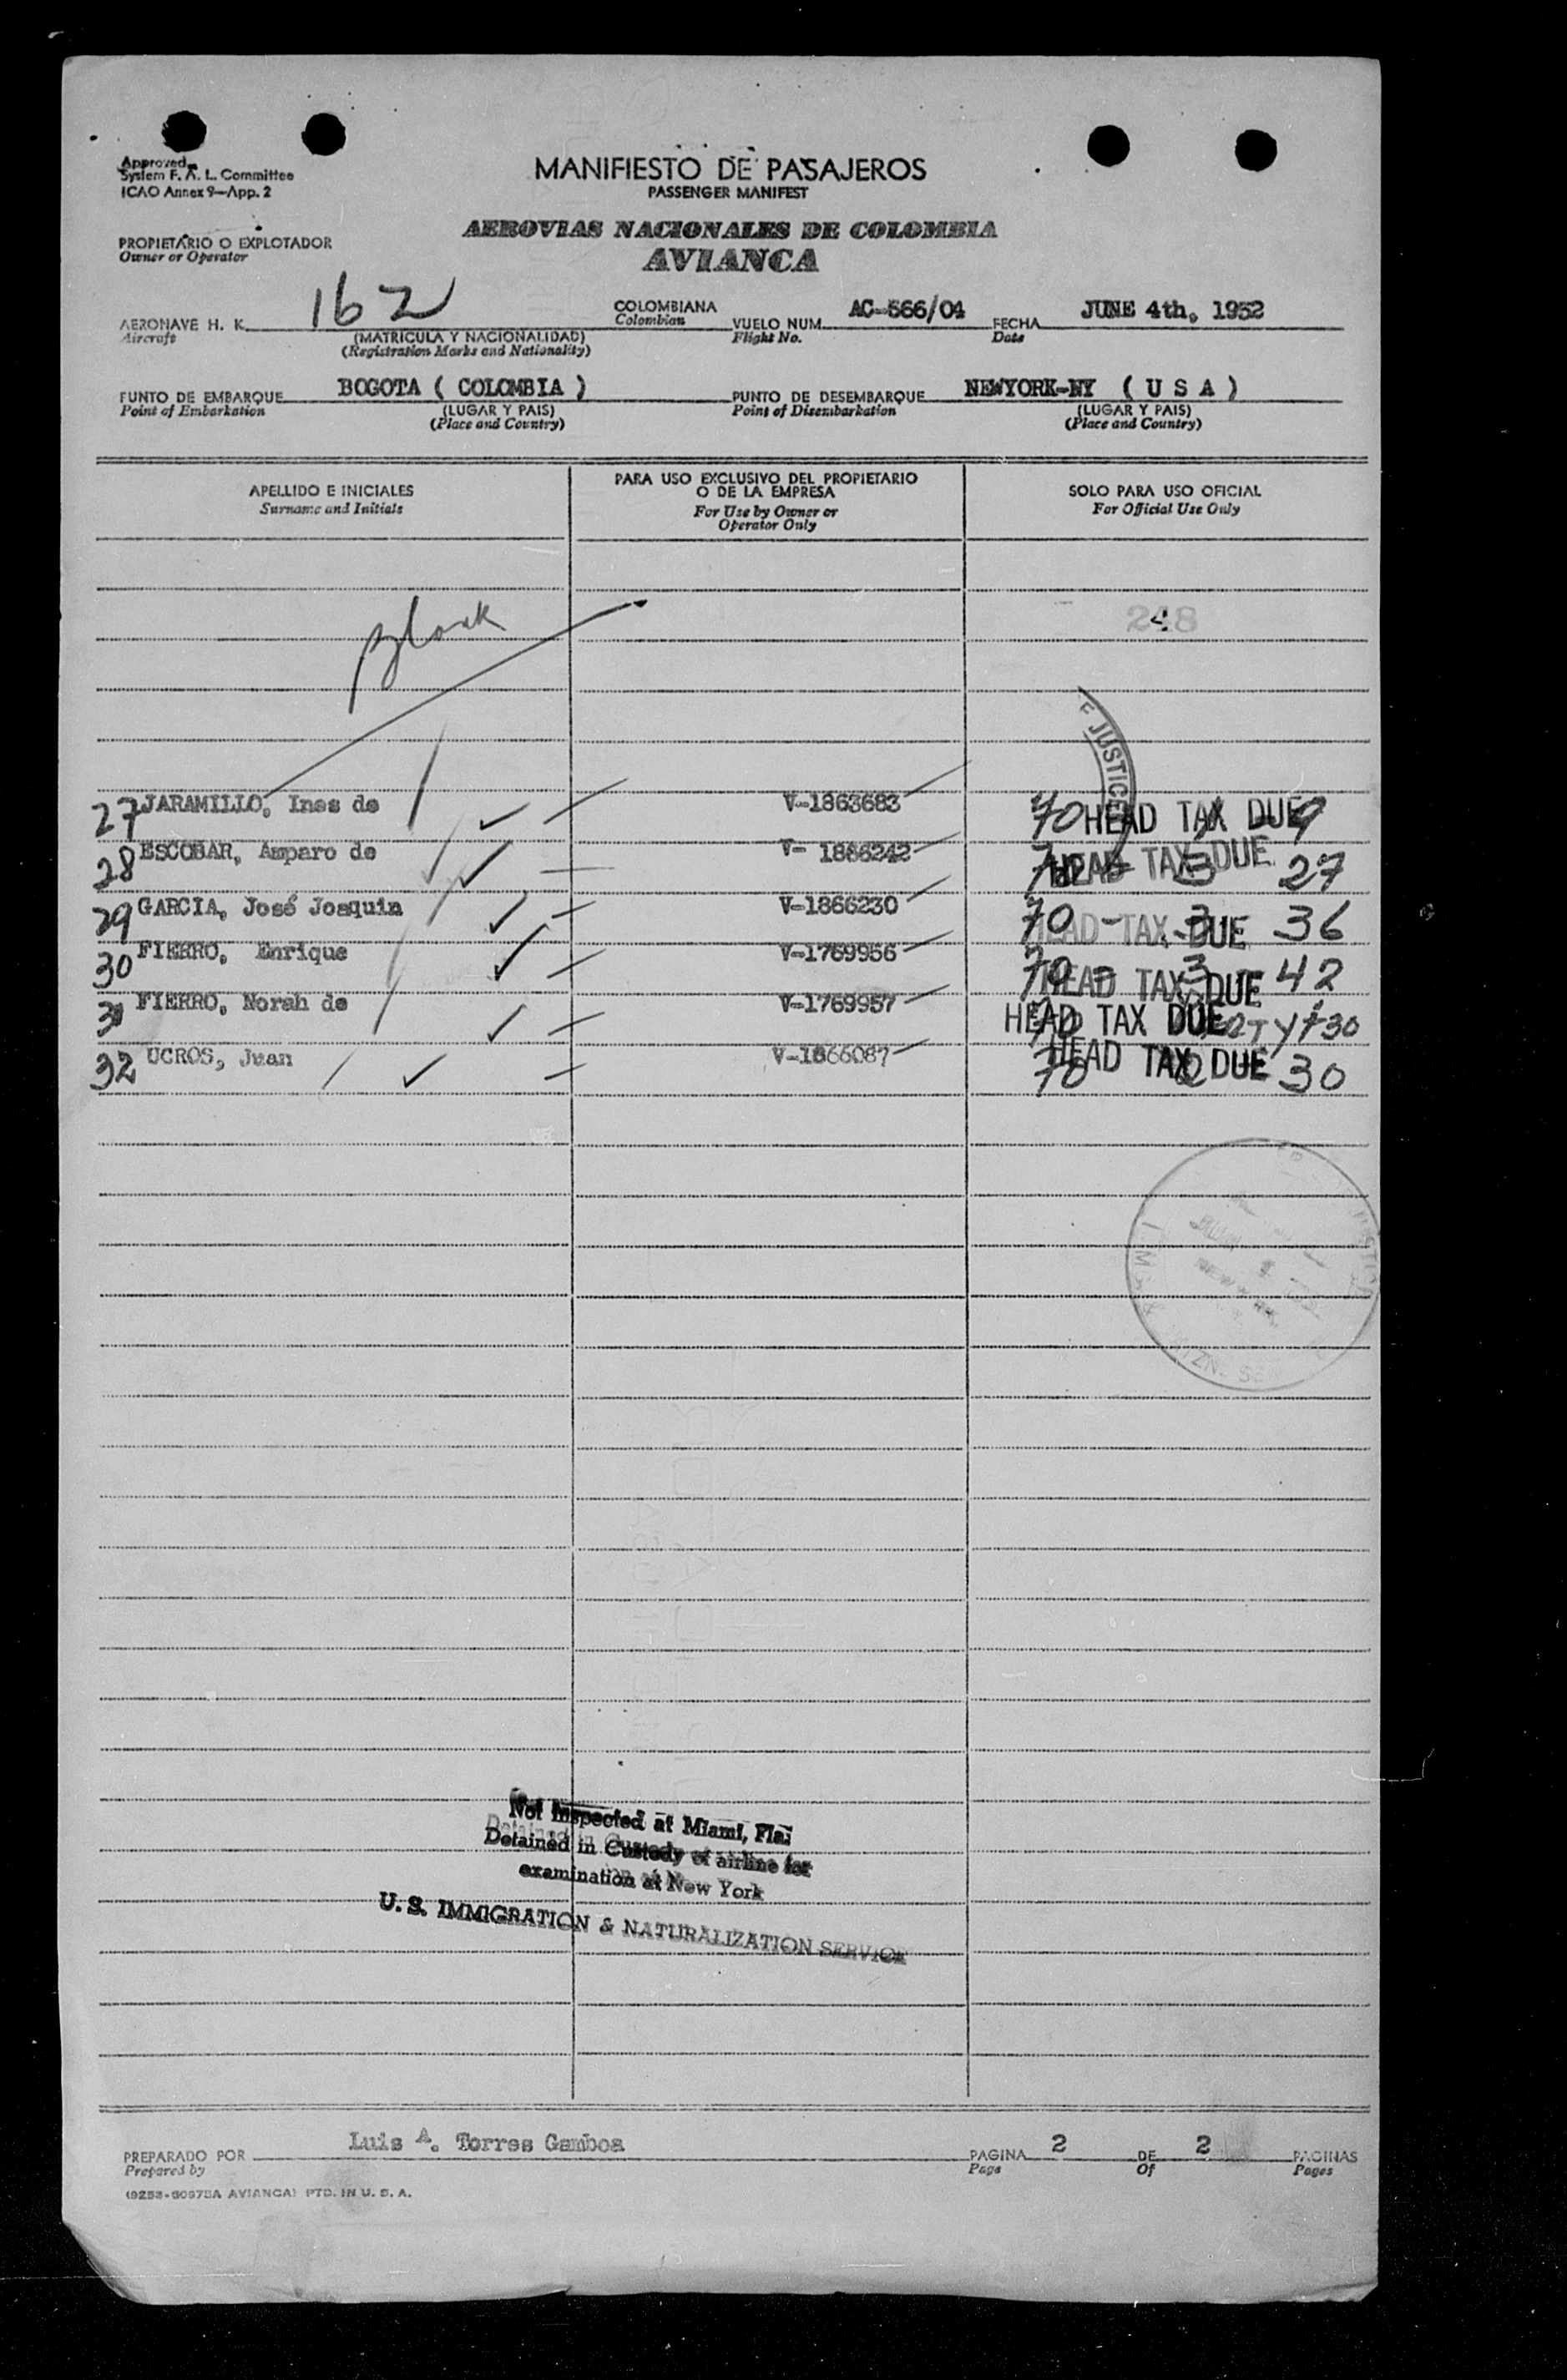 Approved
System F. A. L. Committee
ICAO Annex 9—App. 2
MANIFIESTO DE PASAJEROS
PASSENGER MANIFEST
PROPIETARIO O EXPLOTADOR
Owner or Operator
AEROVIAS NACIONALES DE COLOMBIA
AVIANCA
AERONAVE H. K. 162 COLOMBIANA VUELO NUM. AC-566/04 FECHA JUNE 4th, 1952
Aircraft (MATRICULA Y NACIONALIDAD) Colombian Flight No. Date
(Registration Marks and Nationality)
PUNTO DE EMBARQUE BOGOTA ( COLOMBIA ) PUNTO DE DESEMBARQUE NEWYORK-NY ( U S A )
Point of Embarkation (LUGAR Y PAIS) Point of Disembarkation (LUGAR Y PAIS)
(Place and Country) (Place and Country)
APELLIDO E INICIALES PARA USO EXCLUSIVO DEL PROPIETARIO O DE LA EMPRESA SOLO PARA USO OFICIAL
Surname and Initials For Use by Owner or Operator Only For Official Use Only
248
JUSTICE
27 JARAMILLO, Ines de V-1863683 70 HEAD TAX DUE 9
28 ESCOBAR, Amparo de V- 1866242 HEAD TAX DUE 3 27
29 GARCIA, José Joaquin V-1866230 70 - HEAD TAX DUE 36
30 FIERRO, Enrique V-1769956 70 - HEAD TAX DUE 3 42
31 FIERRO, Norah de V-1769957 HEAD TAX DUE 30
32 UCROS, Juan V-1866087 70 HEAD TAX DUE 30
Not Inspected at Miami, Fla.
Detained in Custody of airline for
examination at New York
U. S. IMMIGRATION & NATURALIZATION SERVICE
PREPARADO POR Luis A. Torres Gamboa PAGINA 2 DE 2 PAGINAS
Prepared by Page Of Pages
AVIANCA) PTD. IN U. S. A.